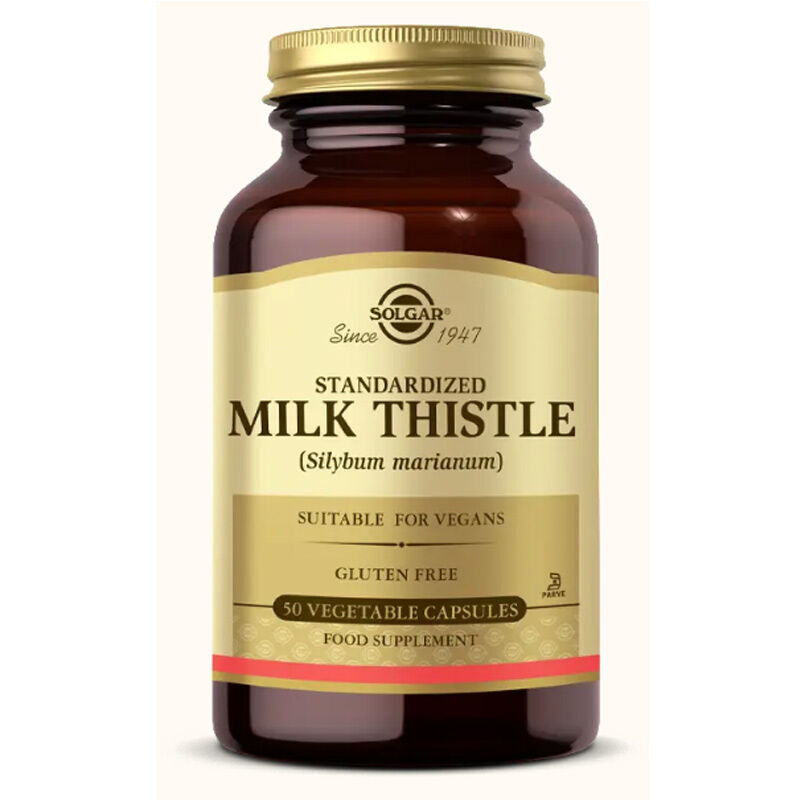 SOLGAR®
Since 1947
STANDARDIZED
MILK THISTLE
(Silybum marianum)
SUITABLE FOR VEGANS
GLUTEN FREE
PARVE
50 VEGETABLE CAPSULES
FOOD SUPPLEMENT